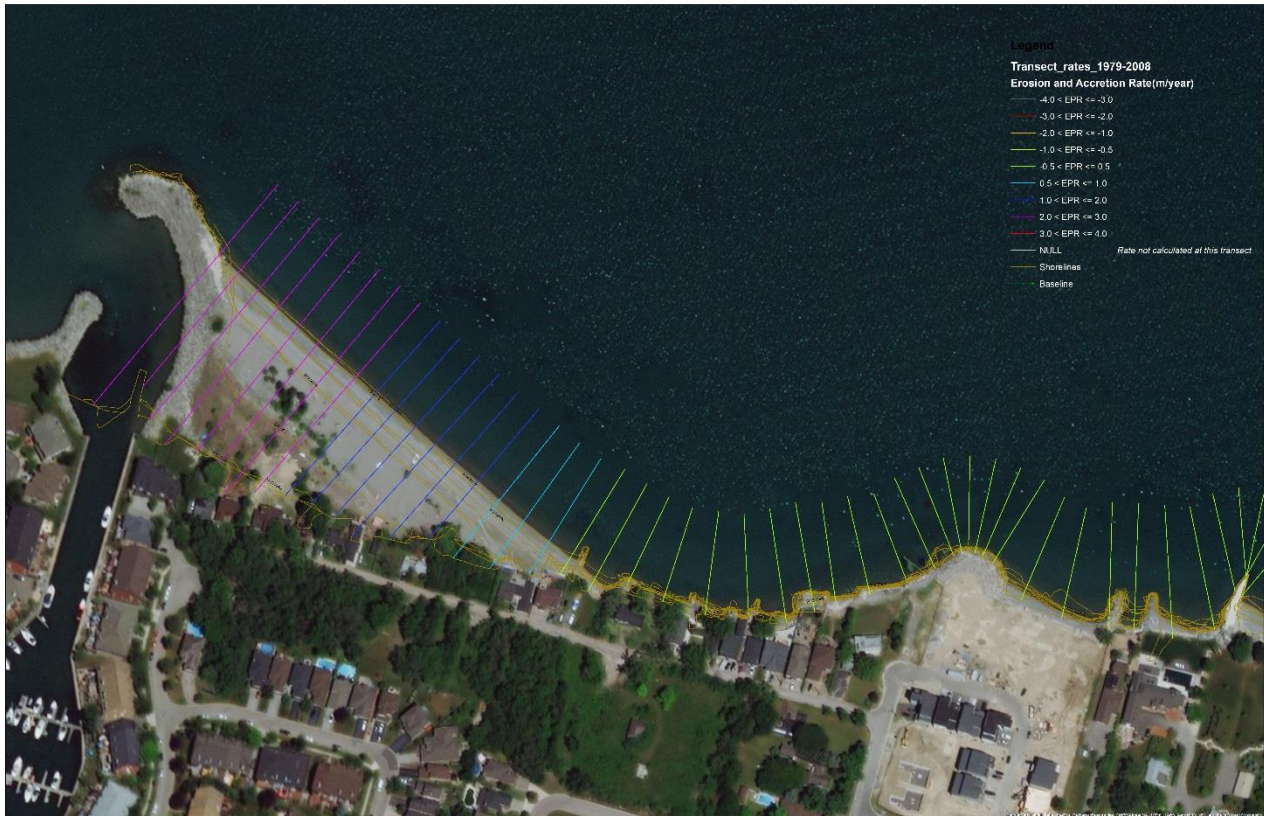 Legend
Transect_rates_1979-2008
Erosion and Accretion Rate(m/year)
-4.0 < EPR <= -3.0
-3.0 < EPR <= -2.0
-2.0 < EPR <= -1.0
-1.0 < EPR <= -0.5
-0.5 < EPR <= 0.5
0.5 < EPR <= 1.0
1.0 < EPR <= 2.0
2.0 < EPR <= 3.0
3.0 < EPR <= 4.0
NULL Rate not calculated at this transect
Shorelines
Baseline